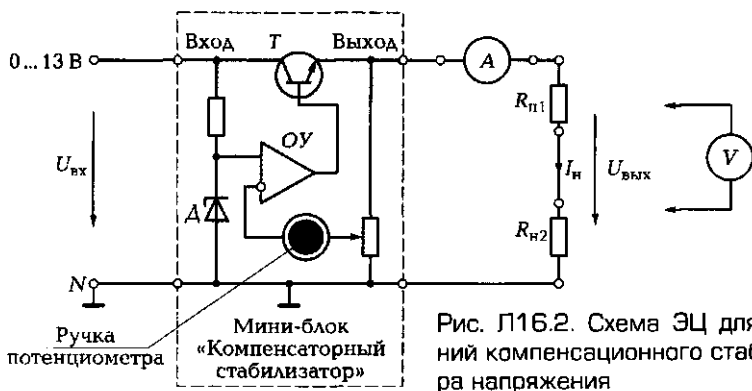 Вход
T
Выход
0...13 В
A
Rп1
Uвх
ОУ
Iн
Uвых
V
Д
Rн2
N
Ручка
потенциометра
Мини-блок
«Компенсаторный
стабилизатор»
Рис. Л16.2. Схема ЭЦ для
ний компенсационного стаб
ра напряжения